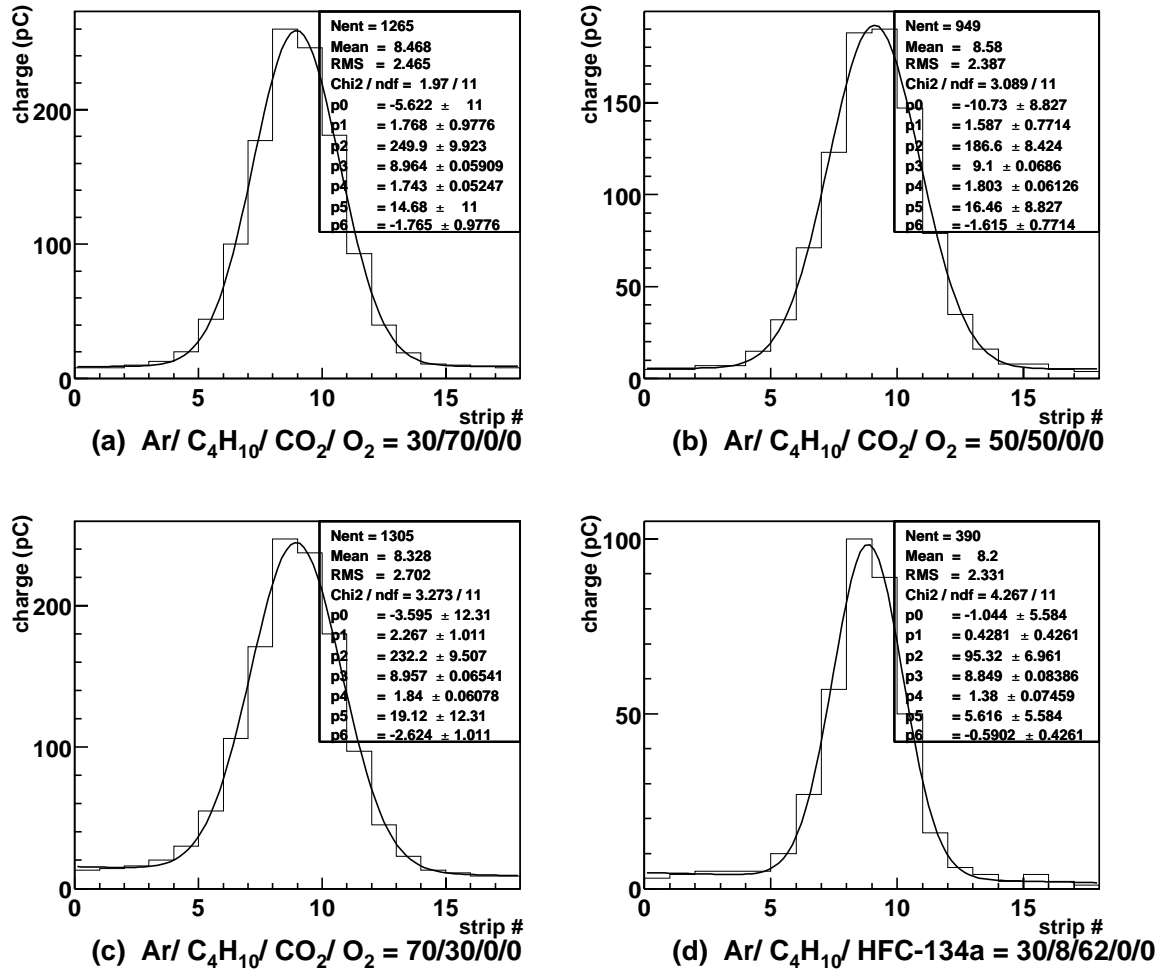 charge (pC)
200
100
0
0
5
10
15
strip #
Nent = 1265
Mean = 8.468
RMS = 2.465
Chi2 / ndf = 1.97 / 11
p0 = -5.622 ± 11
p1 = 1.768 ± 0.9776
p2 = 249.9 ± 9.923
p3 = 8.964 ± 0.05909
p4 = 1.743 ± 0.05247
p5 = 14.68 ± 11
p6 = -1.765 ± 0.9776
(a) Ar/ C₄H₁₀/ CO₂/ O₂ = 30/70/0/0
charge (pC)
150
100
50
0
0
5
10
15
strip #
Nent = 949
Mean = 8.58
RMS = 2.387
Chi2 / ndf = 3.089 / 11
p0 = -10.73 ± 8.827
p1 = 1.587 ± 0.7714
p2 = 186.6 ± 8.424
p3 = 9.1 ± 0.0686
p4 = 1.803 ± 0.06126
p5 = 16.46 ± 8.827
p6 = -1.615 ± 0.7714
(b) Ar/ C₄H₁₀/ CO₂/ O₂ = 50/50/0/0
charge (pC)
200
100
0
0
5
10
15
strip #
Nent = 1305
Mean = 8.328
RMS = 2.702
Chi2 / ndf = 3.273 / 11
p0 = -3.595 ± 12.31
p1 = 2.267 ± 1.011
p2 = 232.2 ± 9.507
p3 = 8.957 ± 0.06541
p4 = 1.84 ± 0.06078
p5 = 19.12 ± 12.31
p6 = -2.624 ± 1.011
(c) Ar/ C₄H₁₀/ CO₂/ O₂ = 70/30/0/0
charge (pC)
100
50
0
0
5
10
15
strip #
Nent = 390
Mean = 8.2
RMS = 2.331
Chi2 / ndf = 4.267 / 11
p0 = -1.044 ± 5.584
p1 = 0.4281 ± 0.4261
p2 = 95.32 ± 6.961
p3 = 8.849 ± 0.08386
p4 = 1.38 ± 0.07459
p5 = 5.616 ± 5.584
p6 = -0.5902 ± 0.4261
(d) Ar/ C₄H₁₀/ HFC-134a = 30/8/62/0/0